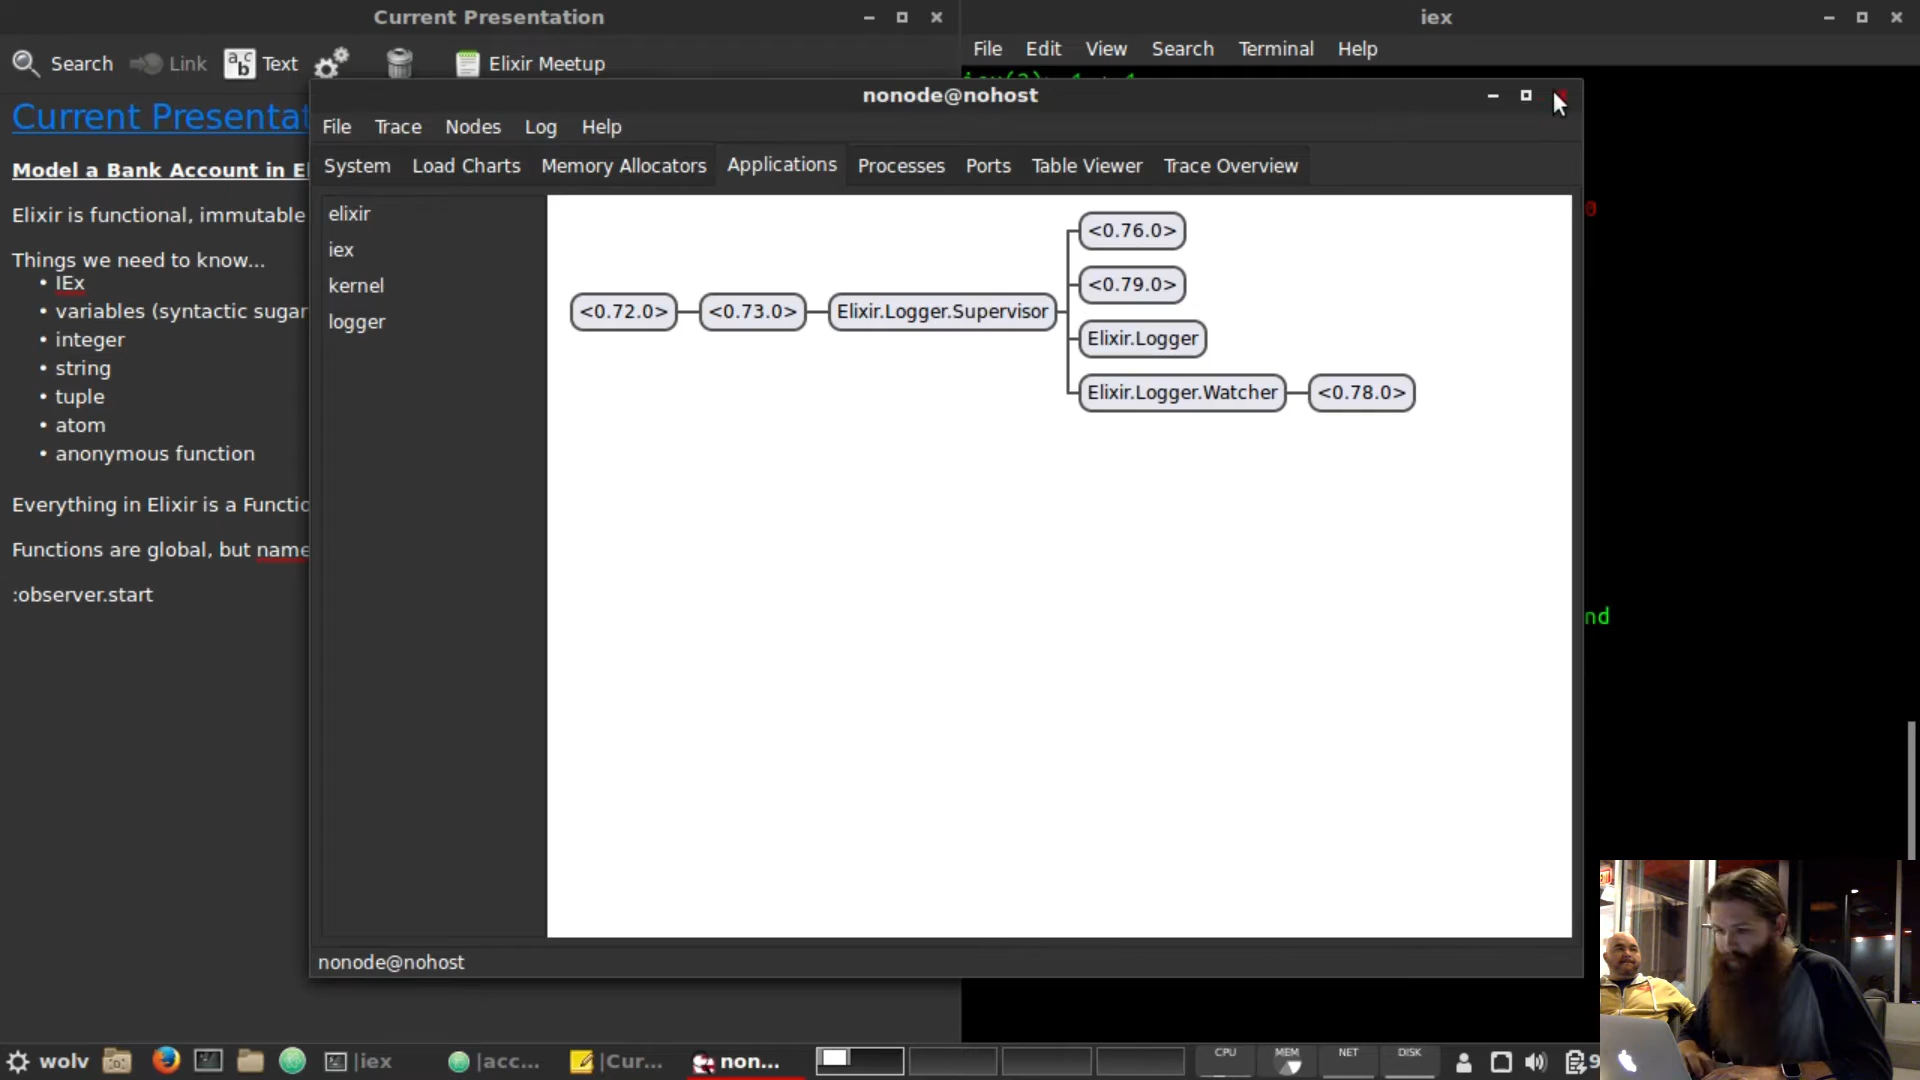 Current Presentation
iex
Search
Link
Text
Elixir Meetup
File Edit View Search Terminal Help
Current Presentat
nonode@nohost
File Trace Nodes Log Help
System Load Charts Memory Allocators Applications Processes Ports Table Viewer Trace Overview
Model a Bank Account in E
Elixir is functional, immutable
Things we need to know...
• IEx
• variables (syntactic sugar
• integer
• string
• tuple
• atom
• anonymous function
Everything in Elixir is a Functio
Functions are global, but name
:observer.start
elixir
iex
kernel
logger
<0.72.0>
<0.73.0>
Elixir.Logger.Supervisor
<0.76.0>
<0.79.0>
Elixir.Logger
Elixir.Logger.Watcher
<0.78.0>
nd
nonode@nohost
wolv
|iex
|acc...
|Cur...
non...
CPU
MEM
NET
DISK
9